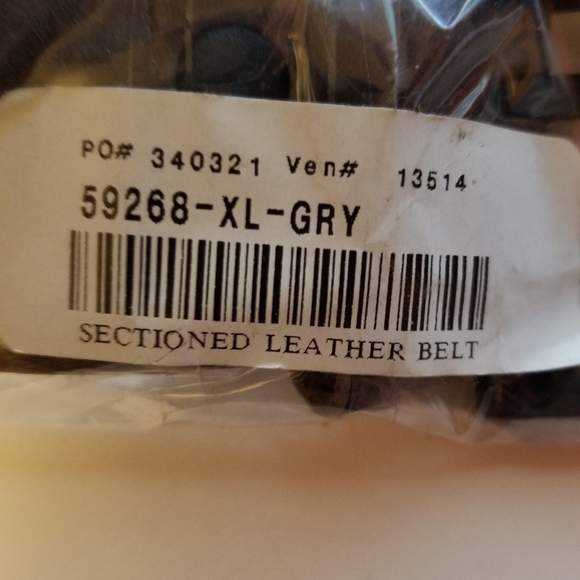 PO# 340321 Ven# 13514
59268-XL-GRY
SECTIONED LEATHER BELT